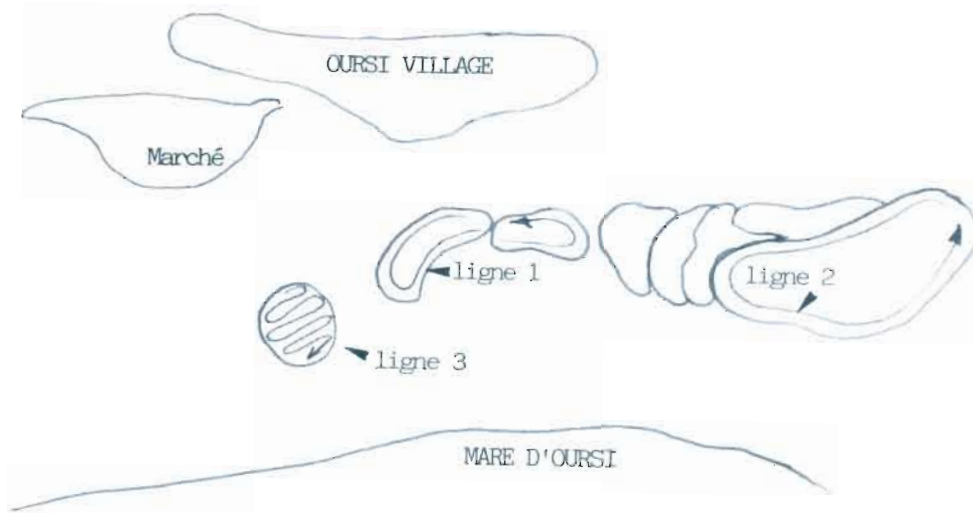 OURSI VILLAGE
Marché
ligne 1
ligne 2
ligne 3
MARE D'OURSI